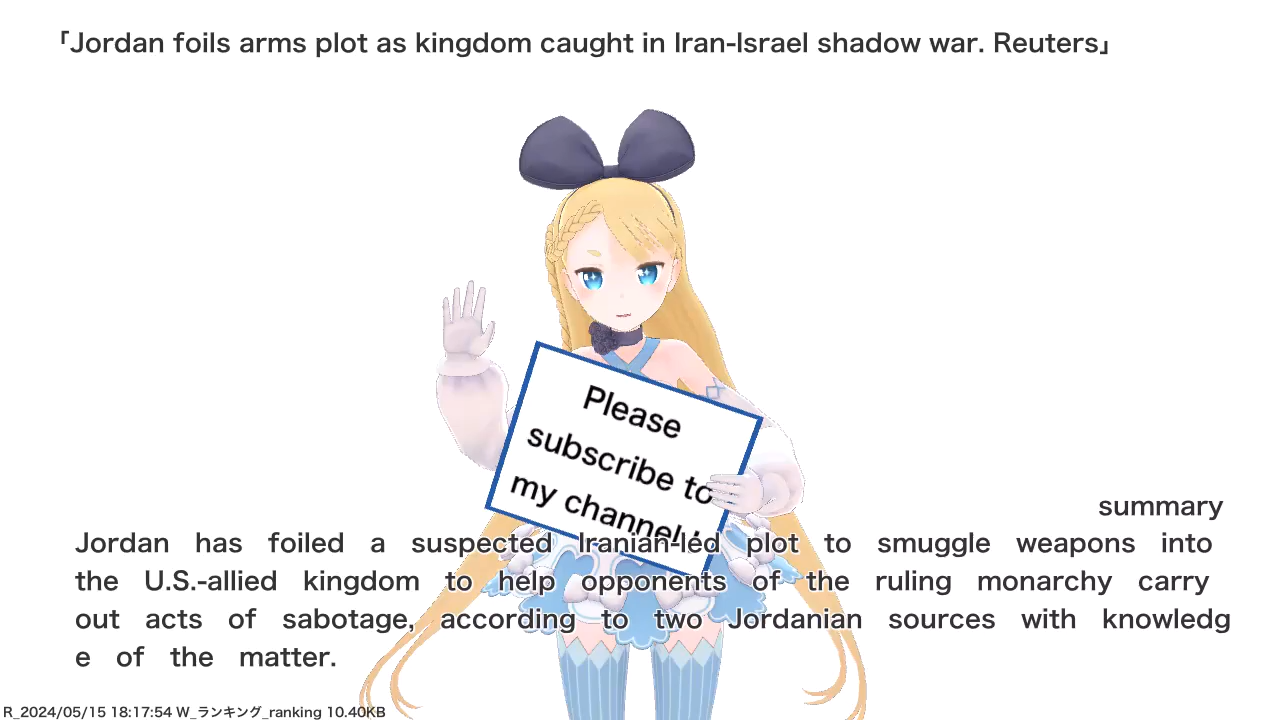 「Jordan foils arms plot as kingdom caught in Iran-Israel shadow war. Reuters」
Please
subscribe to
my channel!
summary
Jordan has foiled a suspected Iranian-led plot to smuggle weapons into
the U.S.-allied kingdom to help opponents of the ruling monarchy carry
out acts of sabotage, according to two Jordanian sources with knowledg
e of the matter.
R_2024/05/15 18:17:54 W_ランキング_ranking 10.40KB